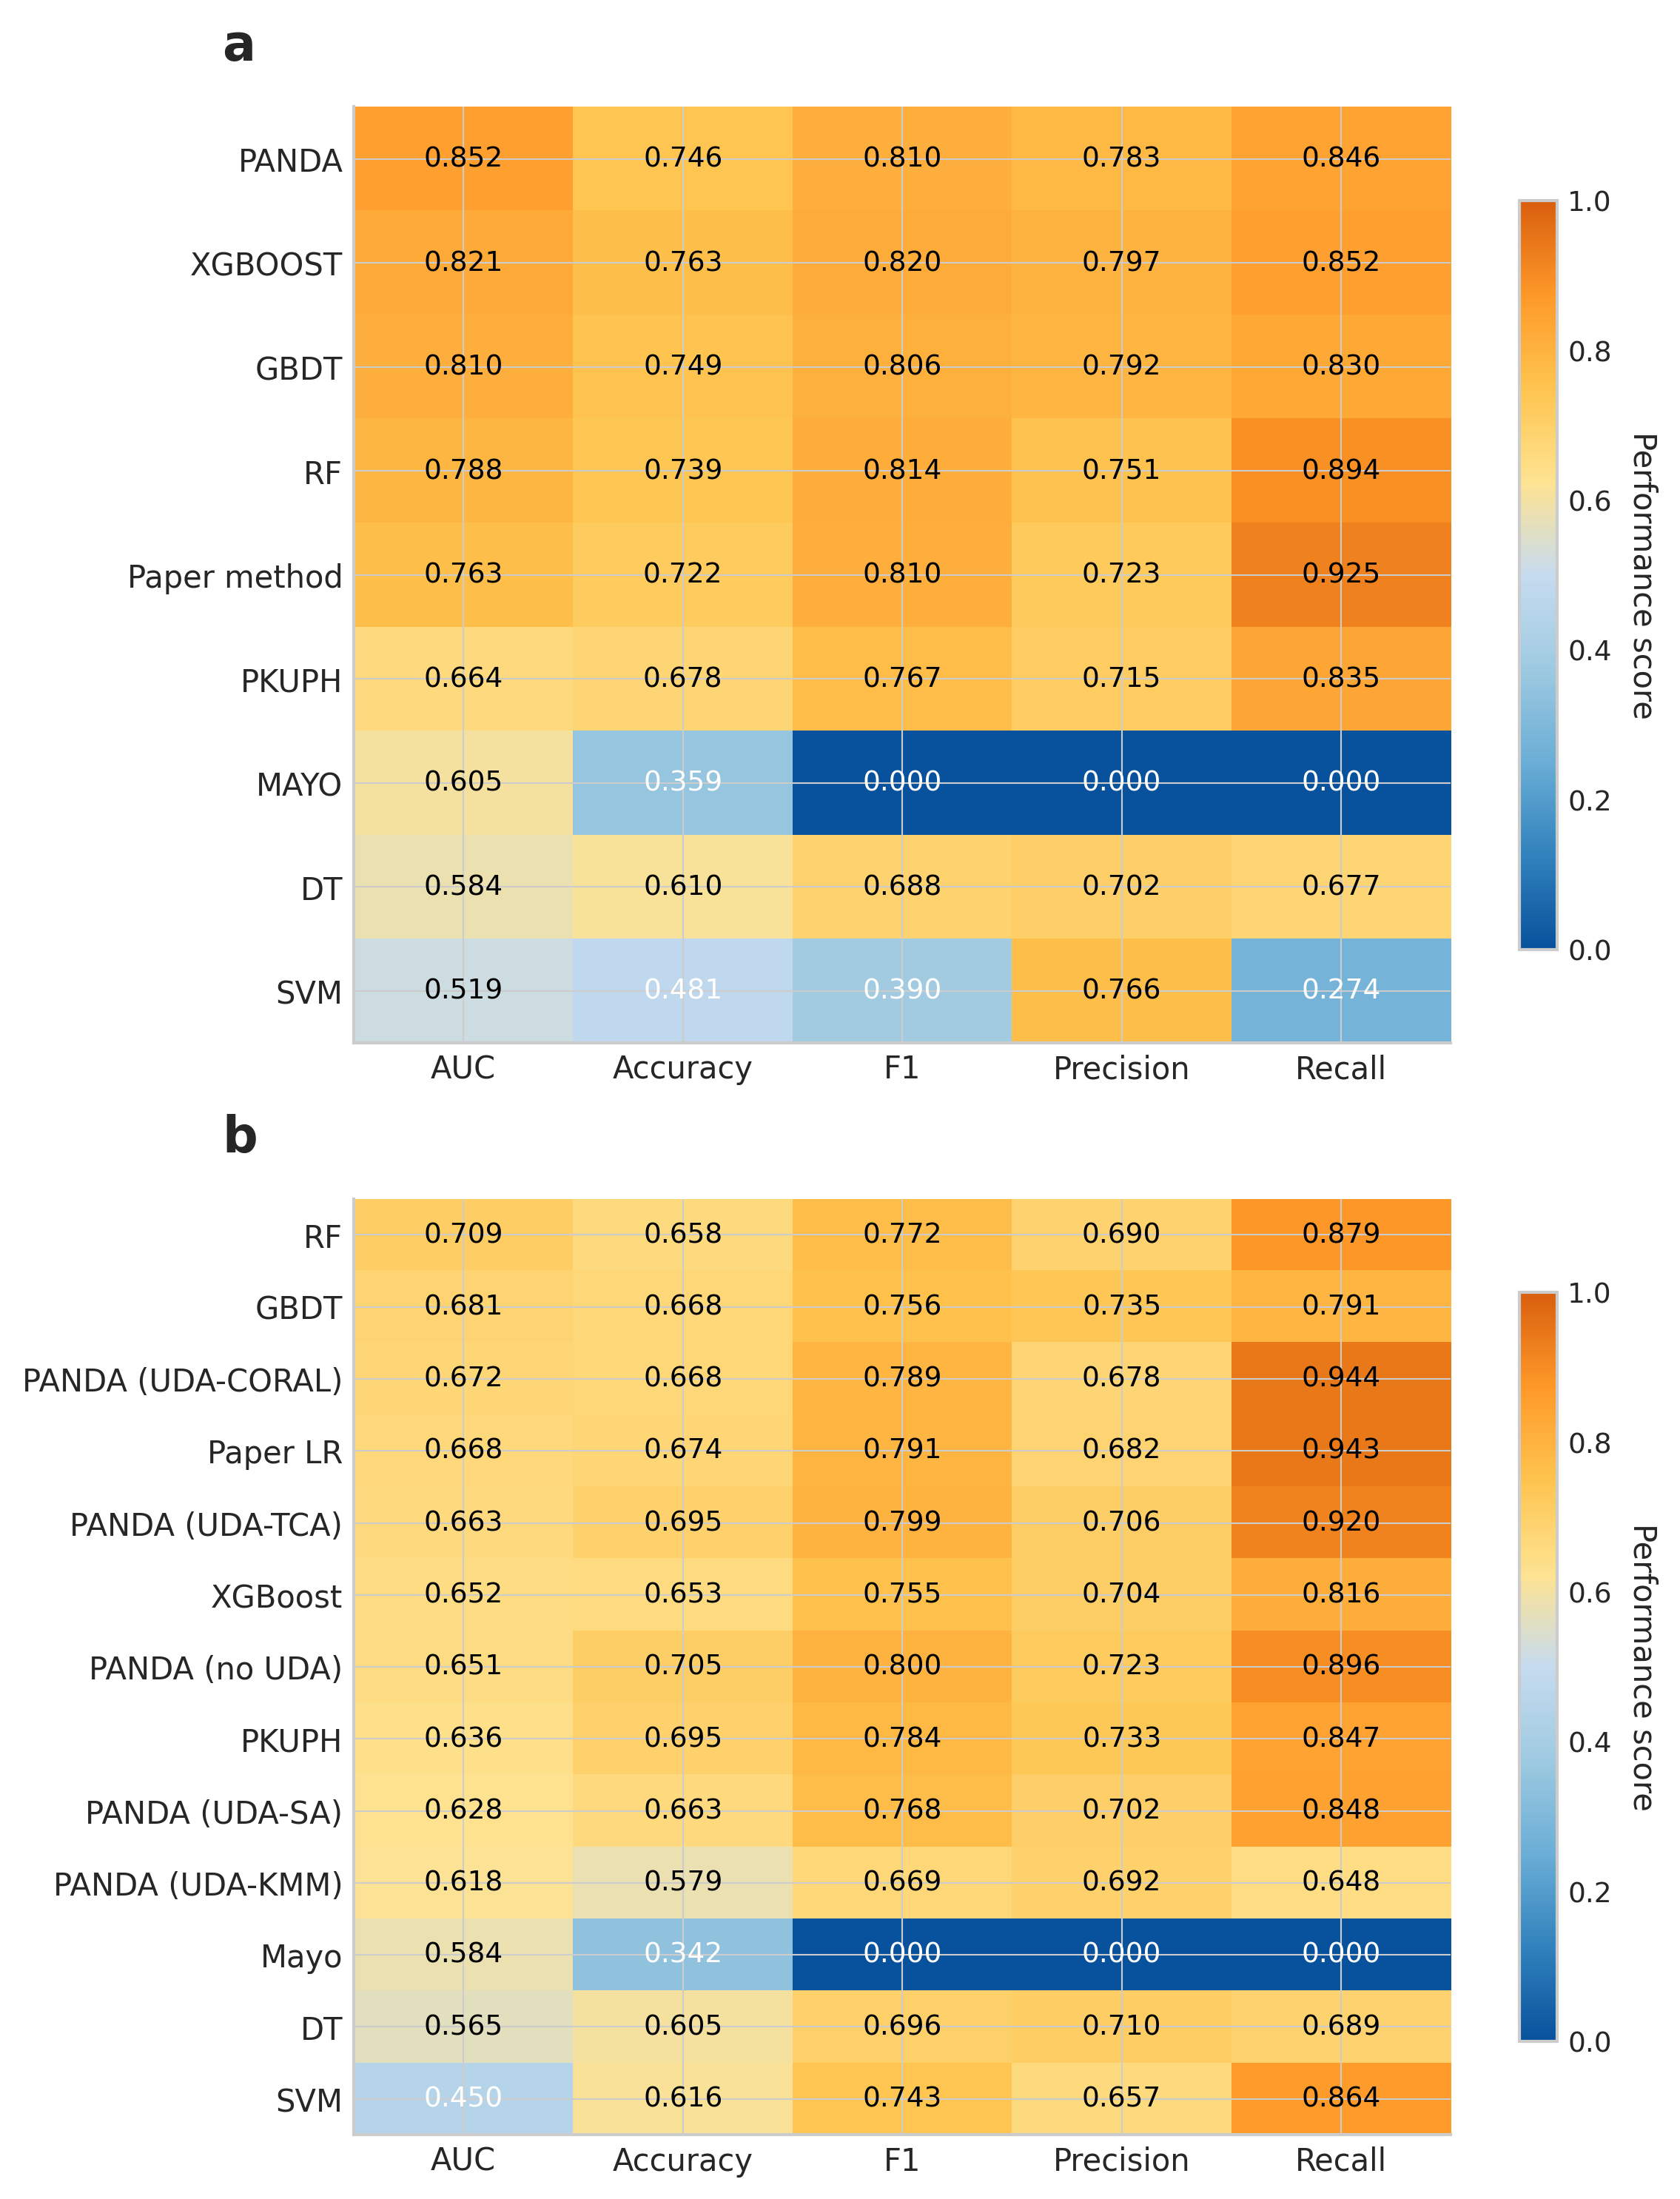 a
PANDA 0.852 0.746 0.810 0.783 0.846
XGBOOST 0.821 0.763 0.820 0.797 0.852
GBDT 0.810 0.749 0.806 0.792 0.830
RF 0.788 0.739 0.814 0.751 0.894
Paper method 0.763 0.722 0.810 0.723 0.925
PKUPH 0.664 0.678 0.767 0.715 0.835
MAYO 0.605 0.359 0.000 0.000 0.000
DT 0.584 0.610 0.688 0.702 0.677
SVM 0.519 0.481 0.390 0.766 0.274
AUC Accuracy F1 Precision Recall
1.0
0.8
0.6
0.4
0.2
0.0
Performance score
b
RF 0.709 0.658 0.772 0.690 0.879
GBDT 0.681 0.668 0.756 0.735 0.791
PANDA (UDA-CORAL) 0.672 0.668 0.789 0.678 0.944
Paper LR 0.668 0.674 0.791 0.682 0.943
PANDA (UDA-TCA) 0.663 0.695 0.799 0.706 0.920
XGBoost 0.652 0.653 0.755 0.704 0.816
PANDA (no UDA) 0.651 0.705 0.800 0.723 0.896
PKUPH 0.636 0.695 0.784 0.733 0.847
PANDA (UDA-SA) 0.628 0.663 0.768 0.702 0.848
PANDA (UDA-KMM) 0.618 0.579 0.669 0.692 0.648
Mayo 0.584 0.342 0.000 0.000 0.000
DT 0.565 0.605 0.696 0.710 0.689
SVM 0.450 0.616 0.743 0.657 0.864
AUC Accuracy F1 Precision Recall
1.0
0.8
0.6
0.4
0.2
0.0
Performance score